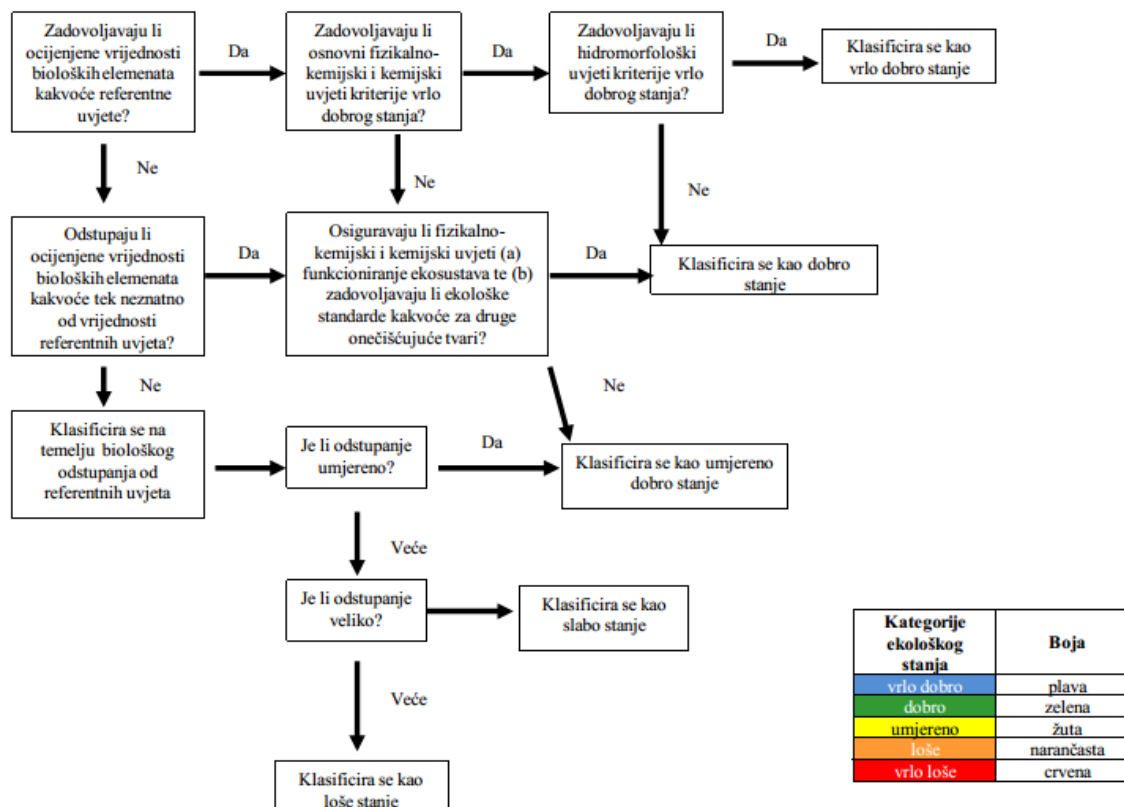 Zadovoljavaju li
ocijenjene vrijednosti
bioloških elemenata
kakvoće referentne
uvjete?
Da
Zadovoljavaju li
osnovni fizikalno-
kemijski i kemijski
uvjeti kriterije vrlo
dobrog stanja?
Da
Zadovoljavaju li
hidromorfološki
uvjeti kriterije vrlo
dobrog stanja?
Da
Klasificira se kao
vrlo dobro stanje
Ne
Ne
Ne
Odstupaju li
ocijenjene vrijednosti
bioloških elemenata
kakvoće tek neznatno
od vrijednosti
referentnih uvjeta?
Da
Osiguravaju li fizikalno-
kemijski i kemijski uvjeti (a)
funkcioniranje ekosustava te (b)
zadovoljavaju li ekološke
standarde kakvoće za druge
onečišćujuće tvari?
Da
Klasificira se kao dobro
stanje
Ne
Ne
Klasificira se na
temelju biološkog
odstupanja od
referentnih uvjeta
Je li odstupanje
umjereno?
Da
Klasificira se kao umjereno
dobro stanje
Veće
Je li odstupanje
veliko?
Klasificira se kao
slabo stanje
Veće
Klasificira se kao
loše stanje
Kategorije
ekološkog
stanja
Boja
vrlo dobro plava
dobro zelena
umjereno žuta
loše narančasta
vrlo loše crvena